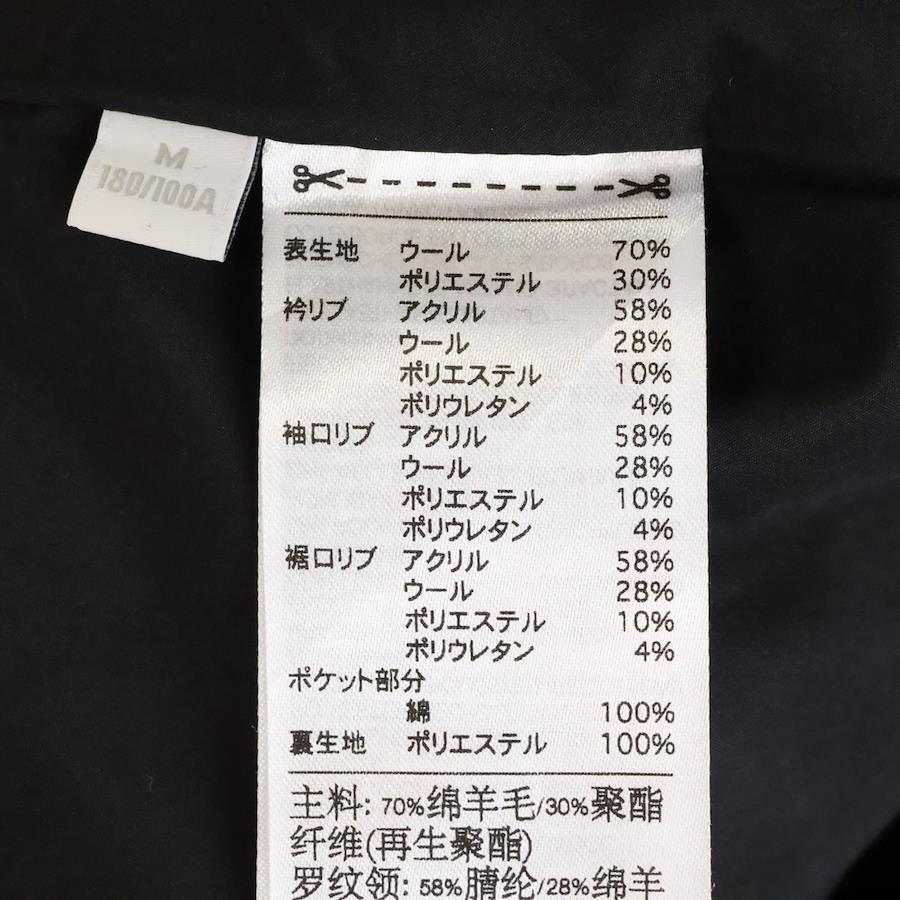 M
180/100A
表生地 ウール 70%
ポリエステル 30%
衿リブ アクリル 58%
ウール 28%
ポリエステル 10%
ポリウレタン 4%
袖口リブ アクリル 58%
ウール 28%
ポリエステル 10%
ポリウレタン 4%
裾口リブ アクリル 58%
ウール 28%
ポリエステル 10%
ポリウレタン 4%
ポケット部分
綿 100%
裏生地 ポリエステル 100%
主料: 70%绵羊毛/30%聚酯
纤维(再生聚酯)
罗纹领: 58%腈纶/28%绵羊